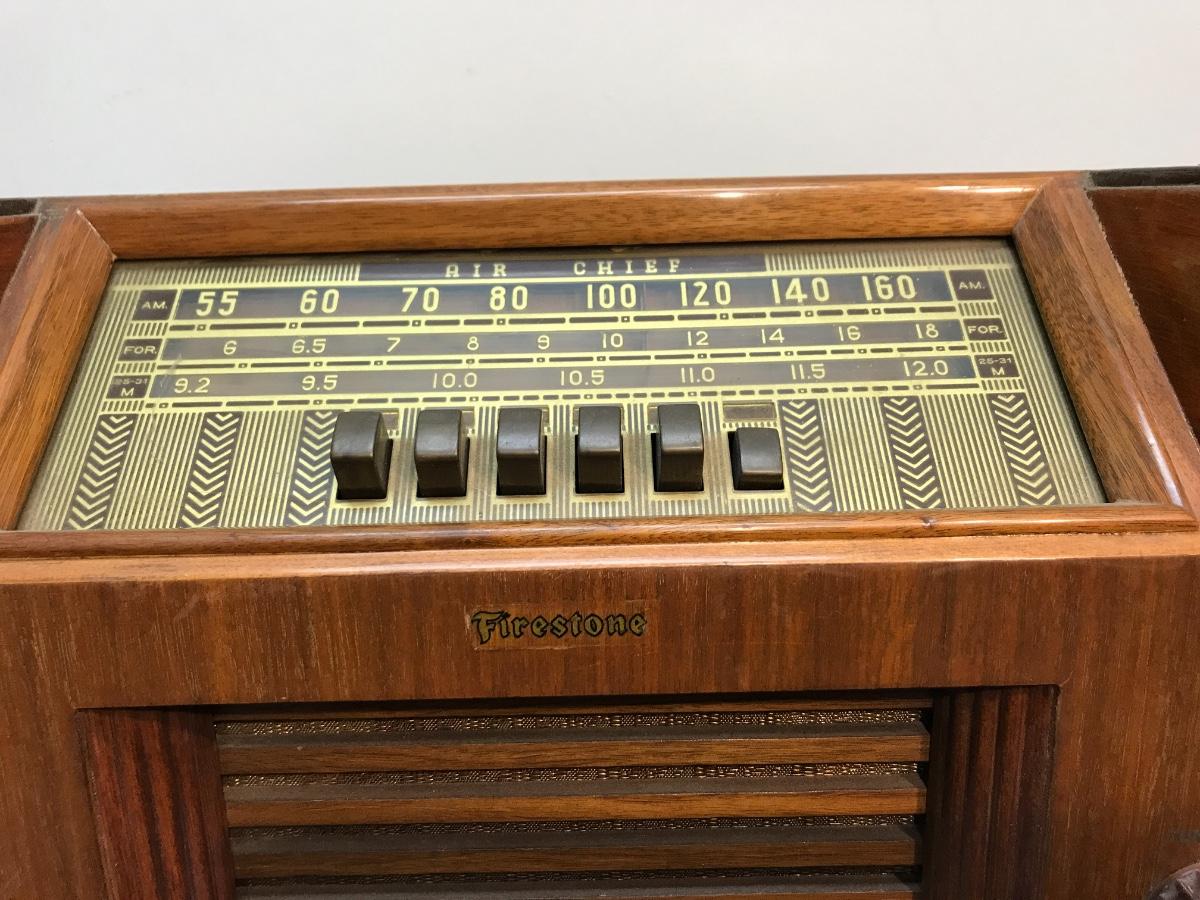 AIR CHIEF
AM. 55 60 70 80 100 120 140 160 AM.
FOR. 6 6.5 7 8 9 10 12 14 16 18 FOR.
25-31 M 9.2 9.5 10.0 10.5 11.0 11.5 12.0 25-31 M
Firestone